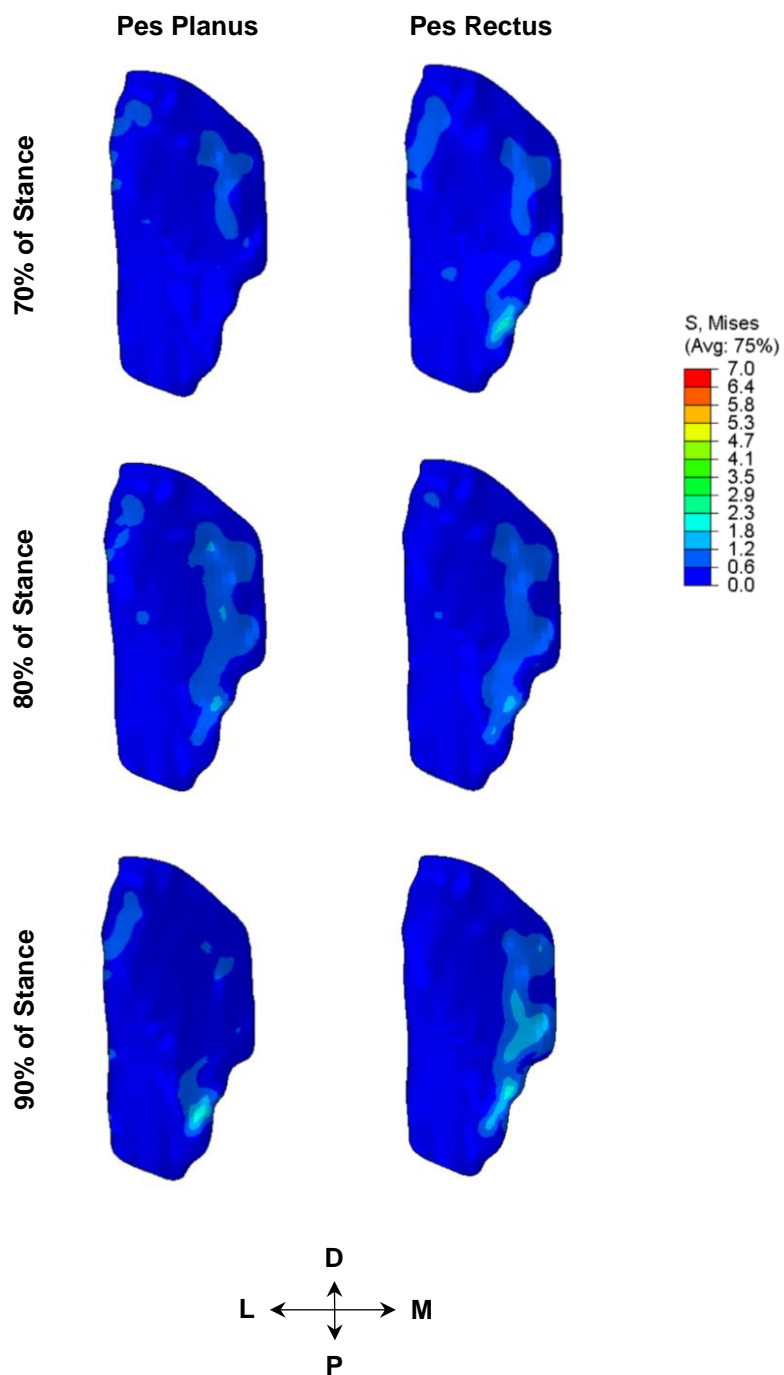 Pes Planus
Pes Rectus
70% of Stance
S, Mises
(Avg: 75%)
7.0
6.4
5.8
5.3
4.7
4.1
3.5
2.9
2.3
1.8
1.2
0.6
0.0
80% of Stance
90% of Stance
D
L
M
P